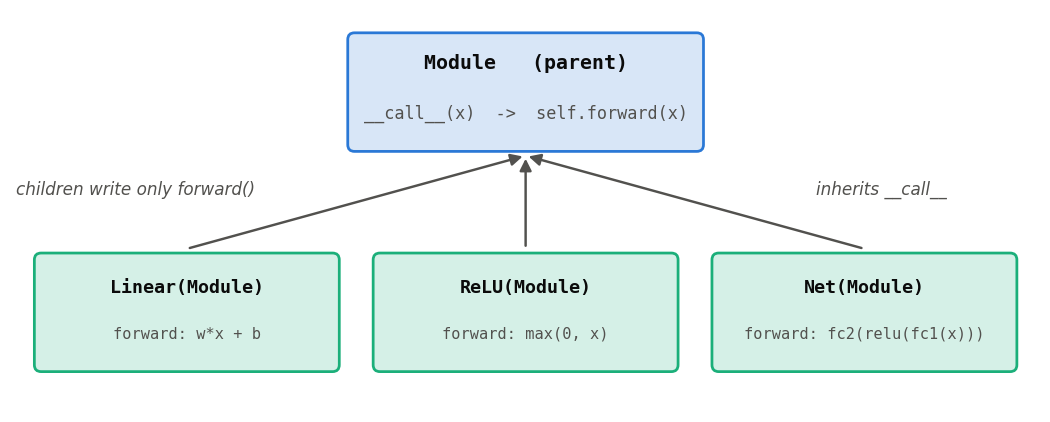 Module   (parent)
__call__(x)  ->  self.forward(x)
children write only forward()
inherits __call__
Linear(Module)
forward: w*x + b
ReLU(Module)
forward: max(0, x)
Net(Module)
forward: fc2(relu(fc1(x)))